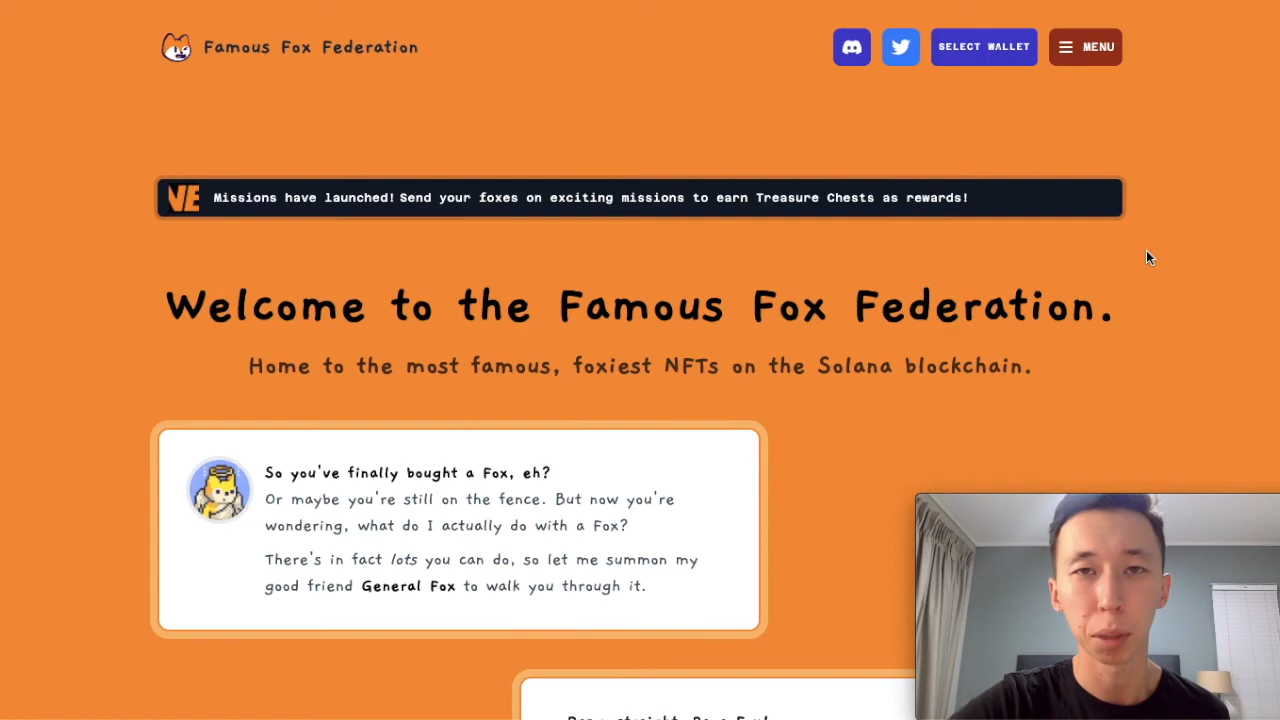 Famous Fox Federation
SELECT WALLET
MENU
VE
Missions have launched! Send your foxes on exciting missions to earn Treasure Chests as rewards!
Welcome to the Famous Fox Federation.
Home to the most famous, foxiest NFTs on the Solana blockchain.
So you've finally bought a Fox, eh?
Or maybe you're still on the fence. But now you're
wondering, what do I actually do with a Fox?
There's in fact lots you can do, so let me summon my
good friend General Fox to walk you through it.